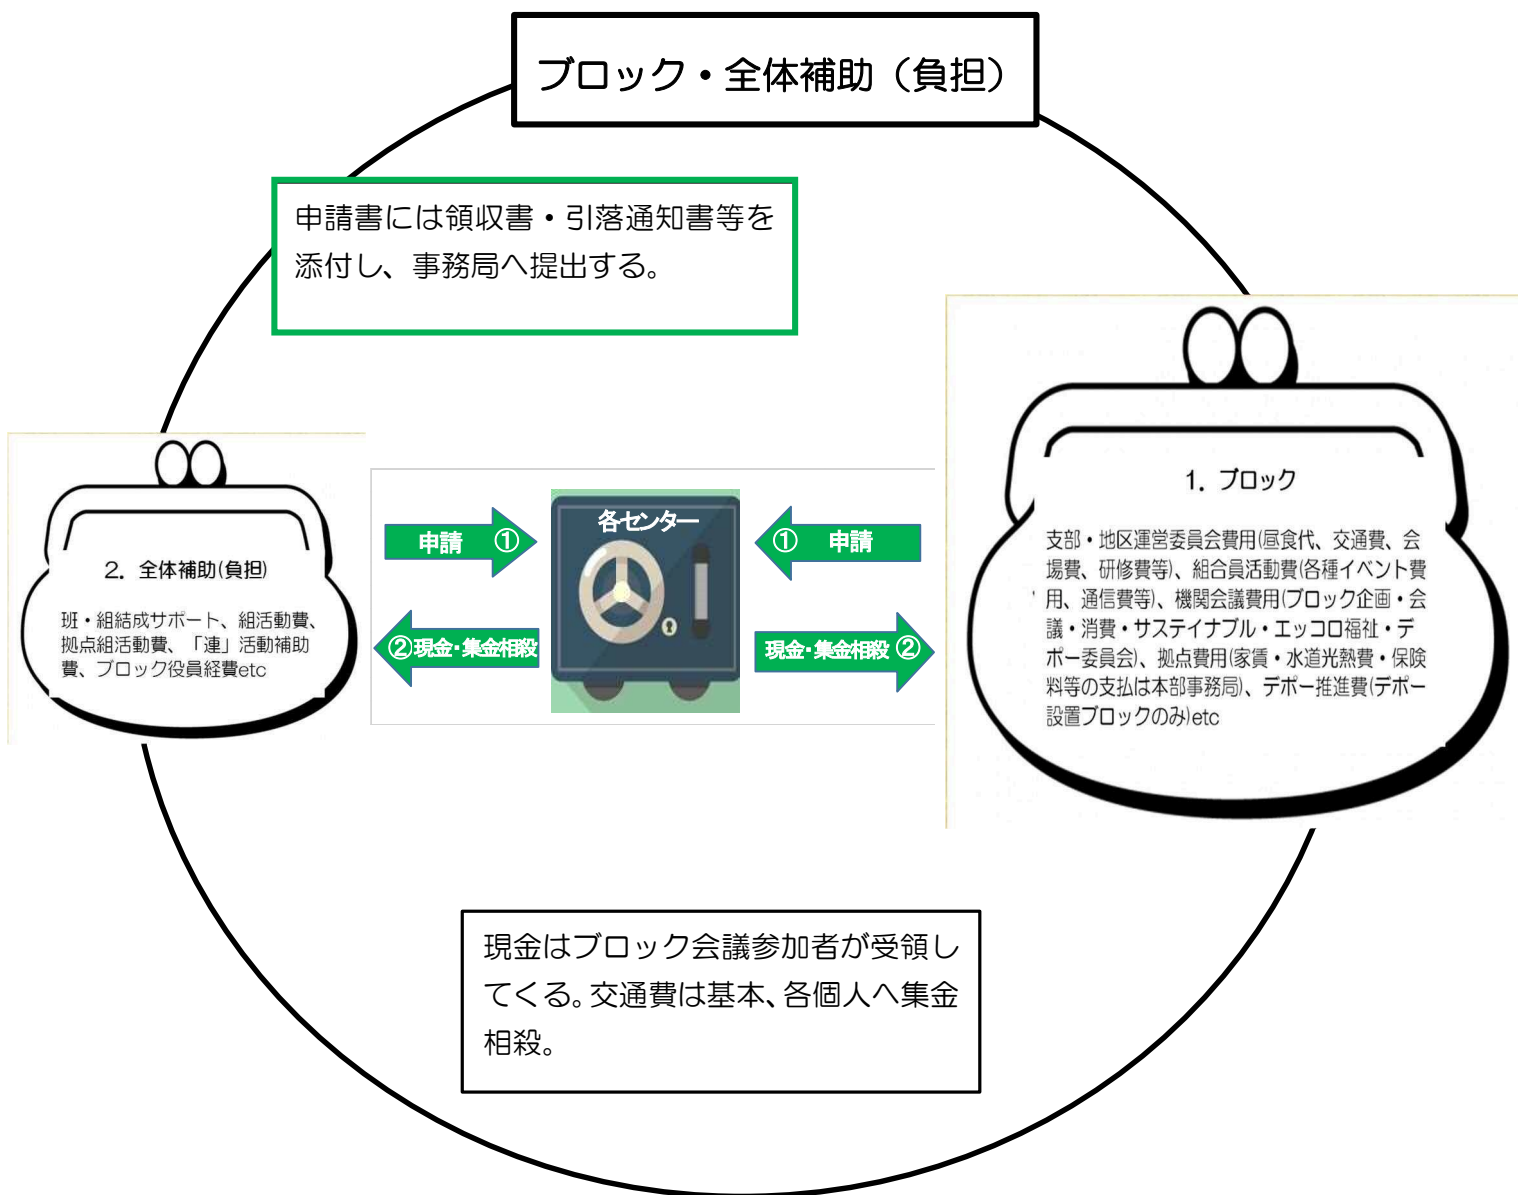 ブロック・全体補助（負担）
申請書には領収書・引落通知書等を
添付し、事務局へ提出する。
1．ブロック
支部・地区運営委員会費用(昼食代、交通費、会
場費、研修費等)、組合員活動費(各種イベント費
用、通信費等)、機関会議費用(ブロック企画・会
議・消費・サステイナブル・エッコロ福祉・デ
ポー委員会)、拠点費用(家賃・水道光熱費・保険
料等の支払は本部事務局)、デポー推進費(デポー
設置ブロックのみ)etc
2．全体補助(負担)
班・組結成サポート、組活動費、
拠点組活動費、「連」活動補助
費、ブロック役員経費etc
申請 ①
各センター
① 申請
②現金・集金相殺
現金・集金相殺②
現金はブロック会議参加者が受領し
てくる。交通費は基本、各個人へ集金
相殺。